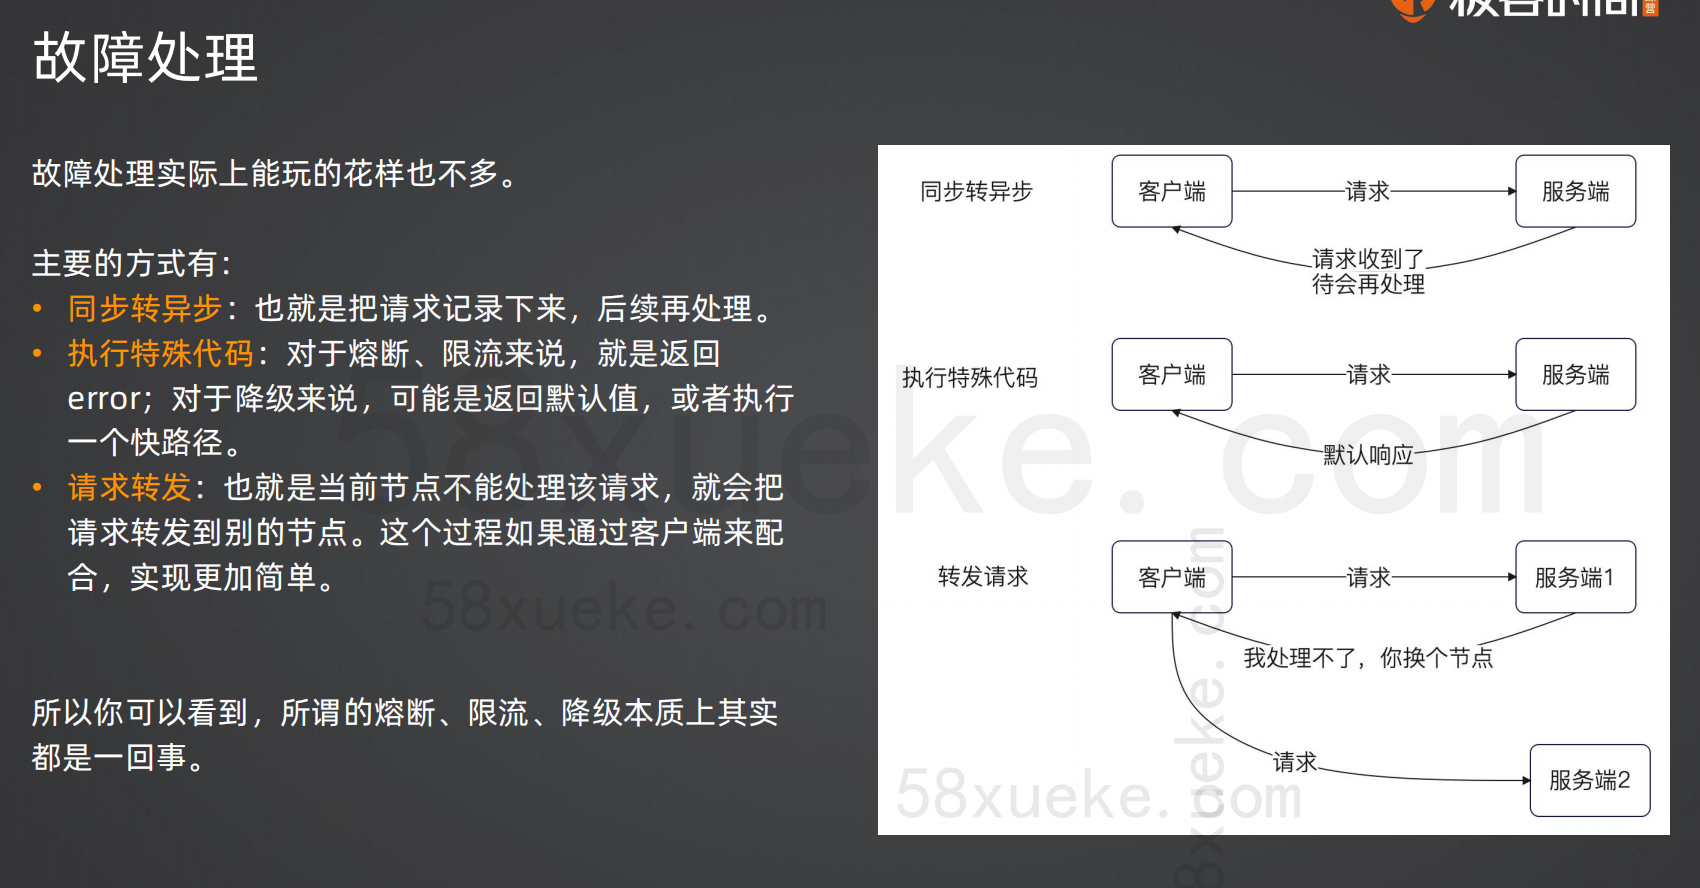 极客时间
故障处理
故障处理实际上能玩的花样也不多。
主要的方式有：
• 同步转异步：也就是把请求记录下来，后续再处理。
• 执行特殊代码：对于熔断、限流来说，就是返回
error；对于降级来说，可能是返回默认值，或者执行
一个快路径。
• 请求转发：也就是当前节点不能处理该请求，就会把
请求转发到别的节点。这个过程如果通过客户端来配
合，实现更加简单。
所以你可以看到，所谓的熔断、限流、降级本质上其实
都是一回事。
同步转异步
客户端
请求
服务端
请求收到了
待会再处理
执行特殊代码
客户端
请求
服务端
默认响应
转发请求
客户端
请求
服务端1
我处理不了，你换个节点
请求
服务端2
58xueke.com
58xueke.com
58xueke.com
8xueke.com